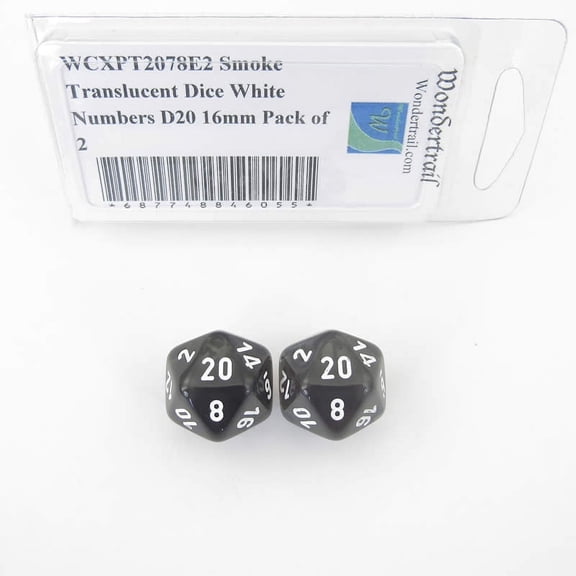 WCXPT2078E2 Smoke
Translucent Dice White
Numbers D20 16mm Pack of
2
*687748846055*
Wondertrail
Wondertrail.com
2 14
20
8
10 16
2 14
20
8
10 16